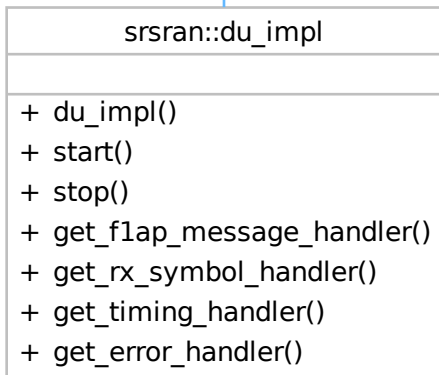 srsran::du_impl
+ du_impl()
+ start()
+ stop()
+ get_f1ap_message_handler()
+ get_rx_symbol_handler()
+ get_timing_handler()
+ get_error_handler()